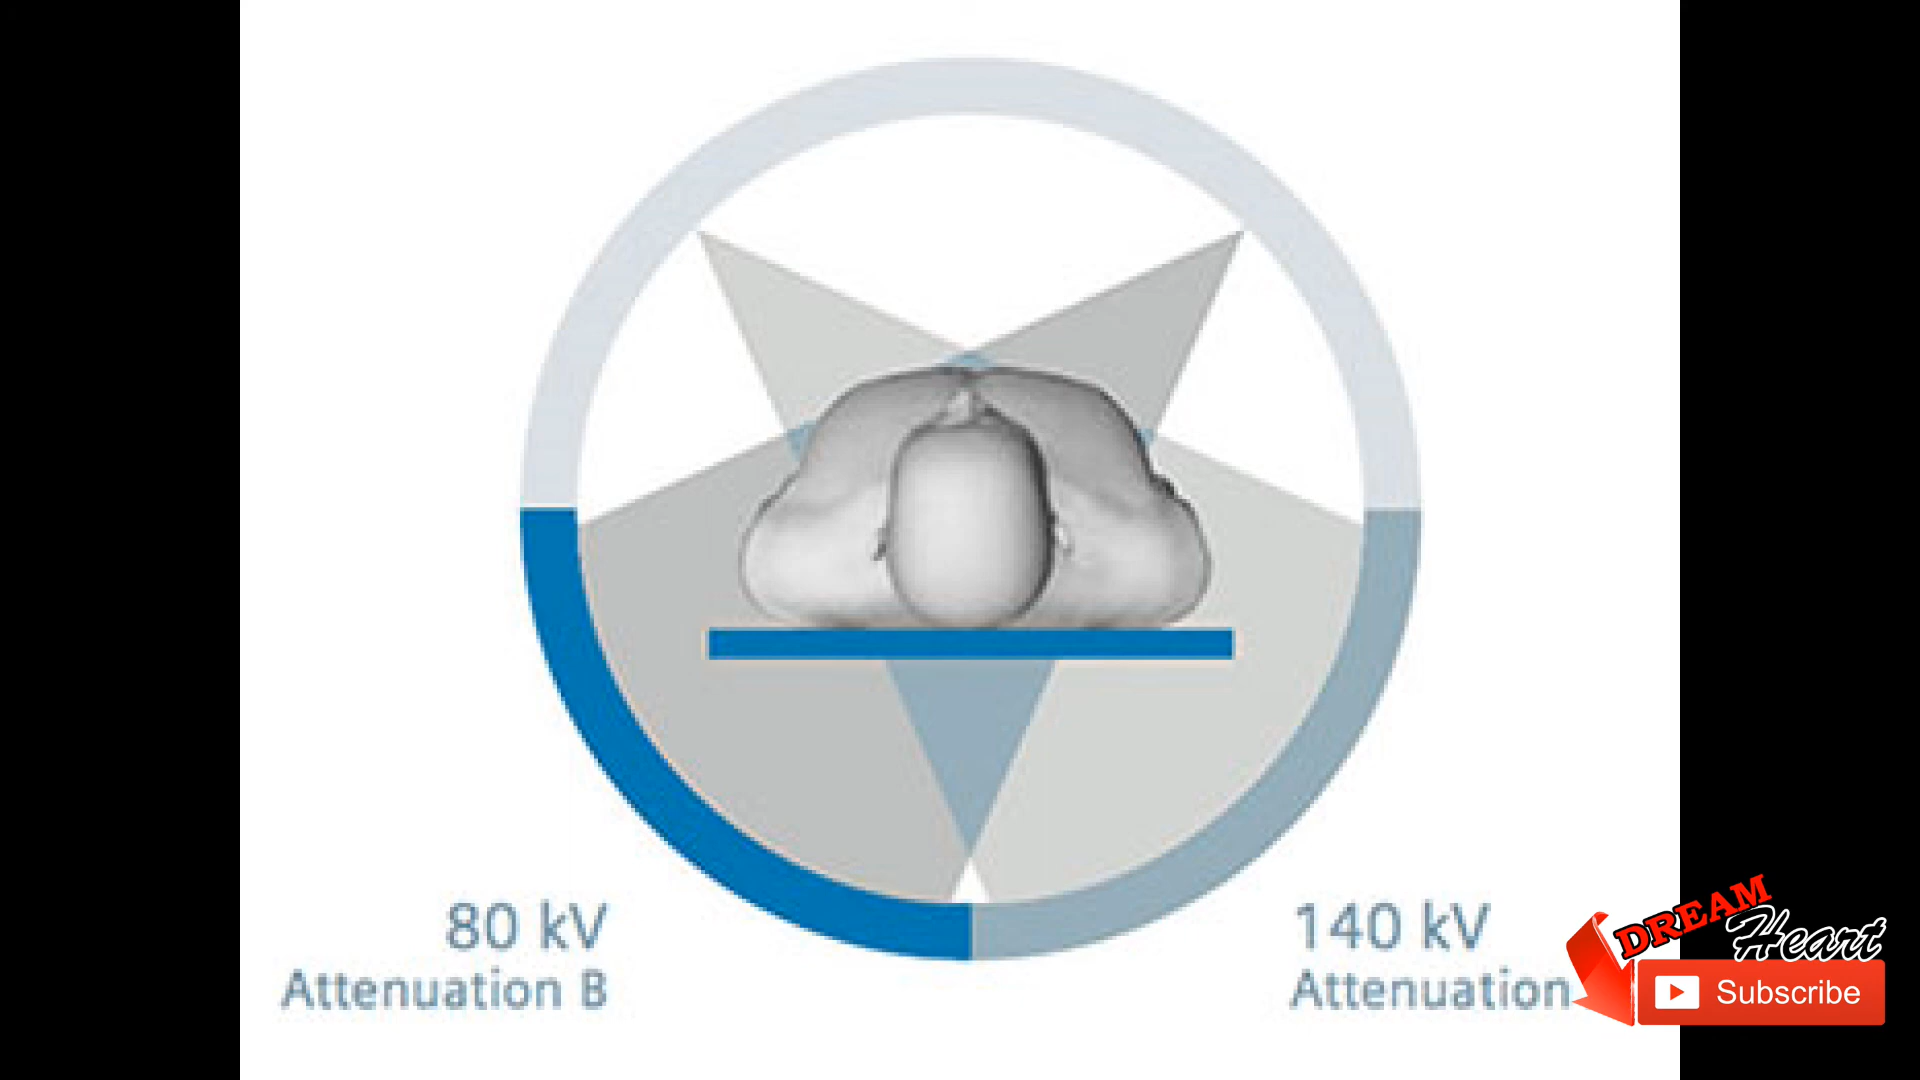 80 kV
Attenuation B
140 kV
Attenuation
DREAM
Heart
Subscribe